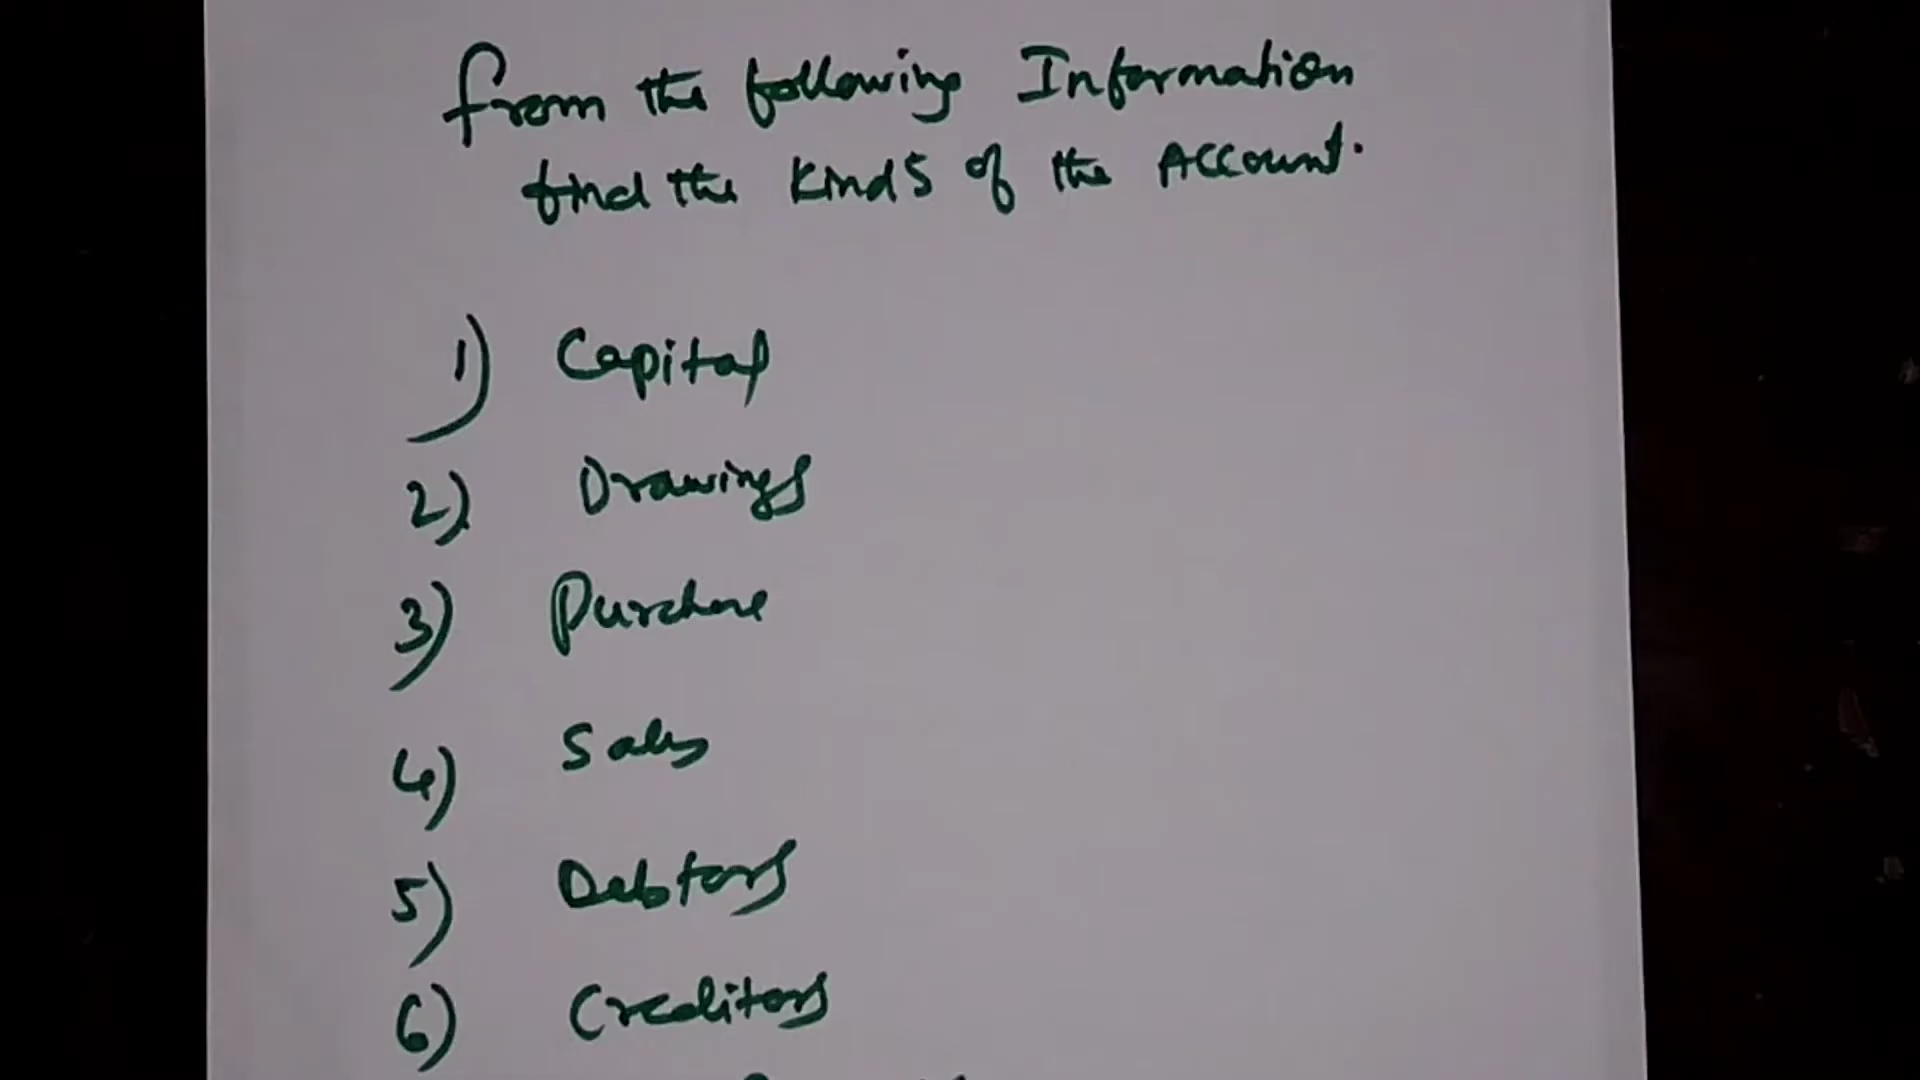 From the following Information
find the kinds of the Account.
1) Capital
2) Drawings
3) Purchase
4) Sales
5) Debtors
6) Creditors